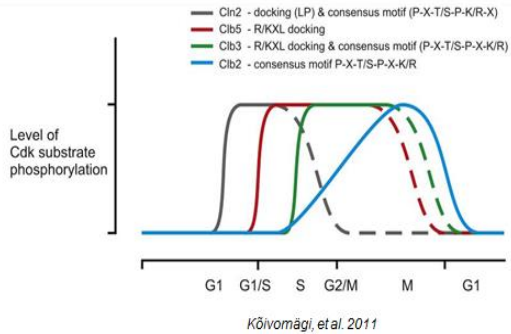 Cln2 - docking (LP) & consensus motif (P-X-T/S-P-K/R-X)
Clb5 - R/KXL docking
Clb3 - R/KXL docking & consensus motif (P-X-T/S-P-X-K/R)
Clb2 - consensus motif P-X-T/S-P-X-K/R
Level of
Cdk substrate
phosphorylation
G1 G1/S S G2/M M G1
Kõivomägi, et al. 2011